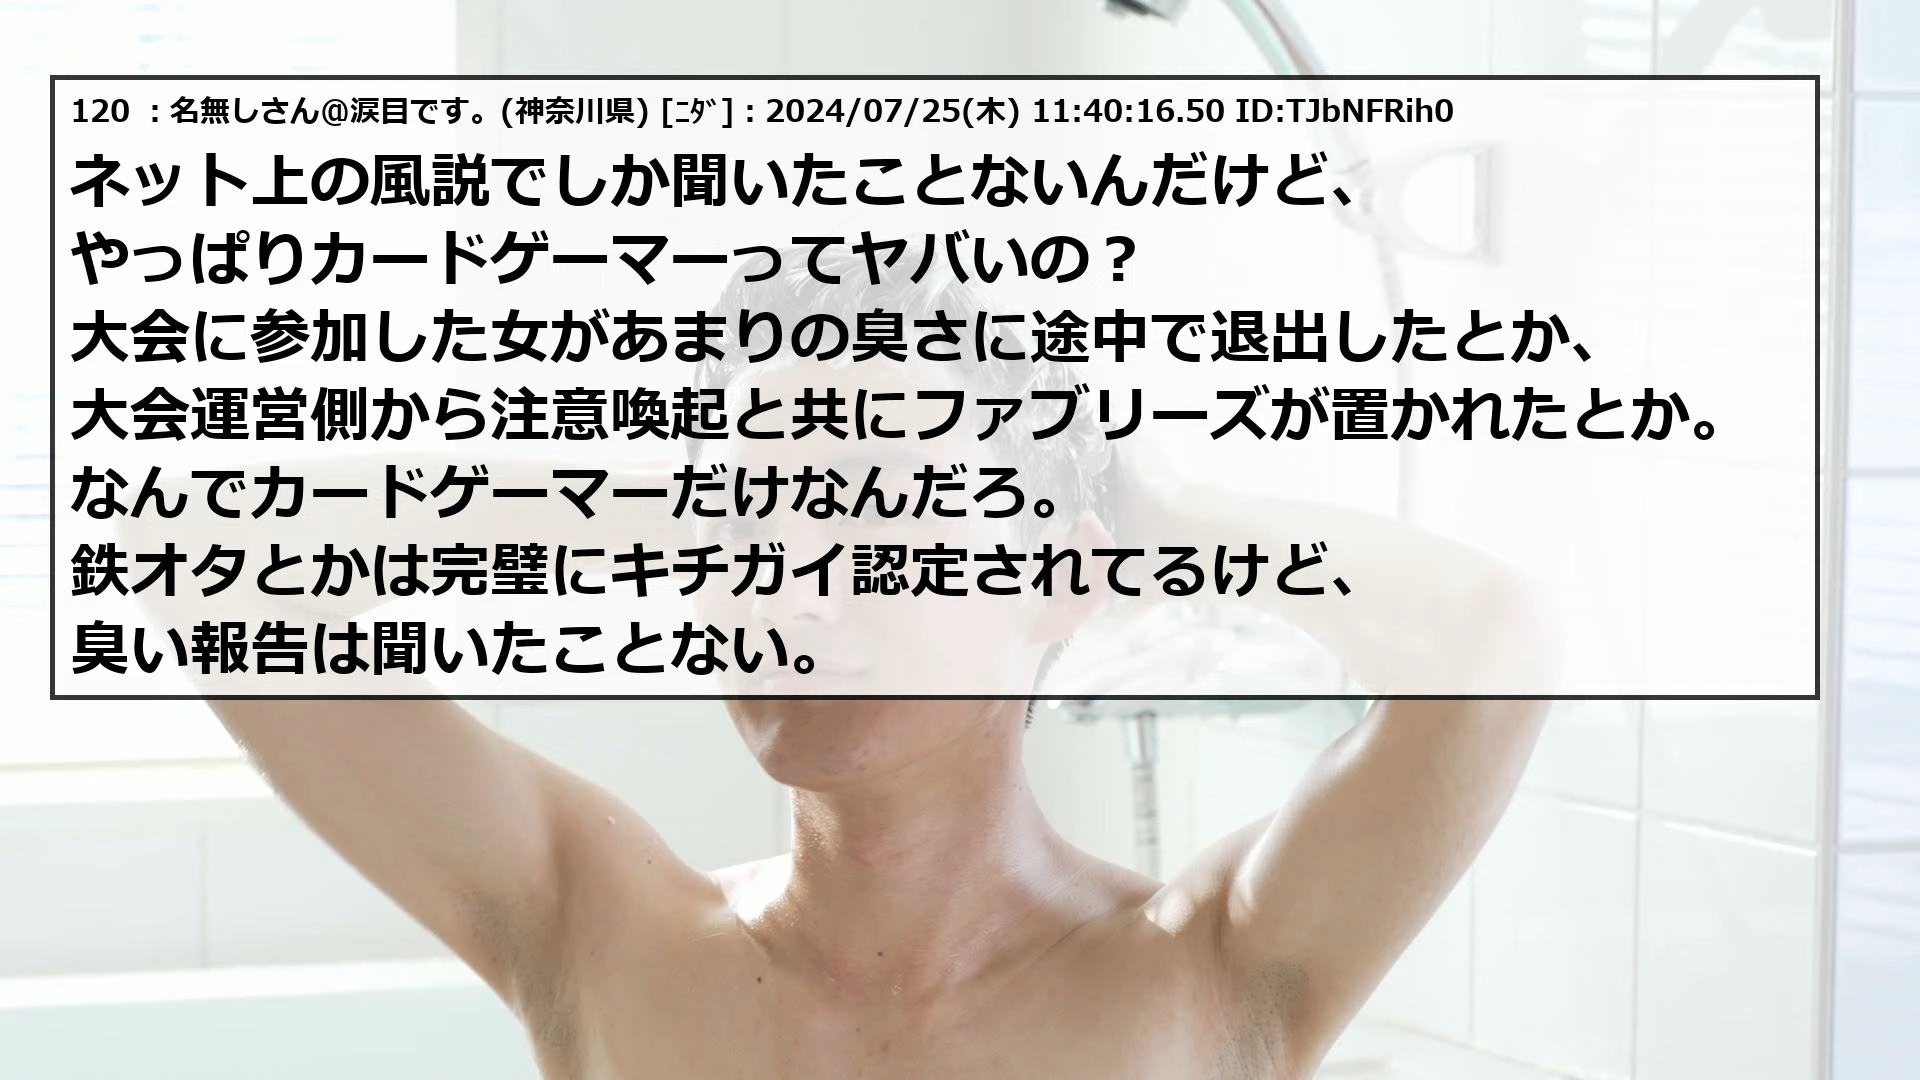 120 ：名無しさん@涙目です。(神奈川県) [ﾆﾀﾞ]：2024/07/25(木) 11:40:16.50 ID:TJbNFRih0
ネット上の風説でしか聞いたことないんだけど、
やっぱりカードゲーマーってヤバいの？
大会に参加した女があまりの臭さに途中で退出したとか、
大会運営側から注意喚起と共にファブリーズが置かれたとか。
なんでカードゲーマーだけなんだろ。
鉄オタとかは完璧にキチガイ認定されてるけど、
臭い報告は聞いたことない。